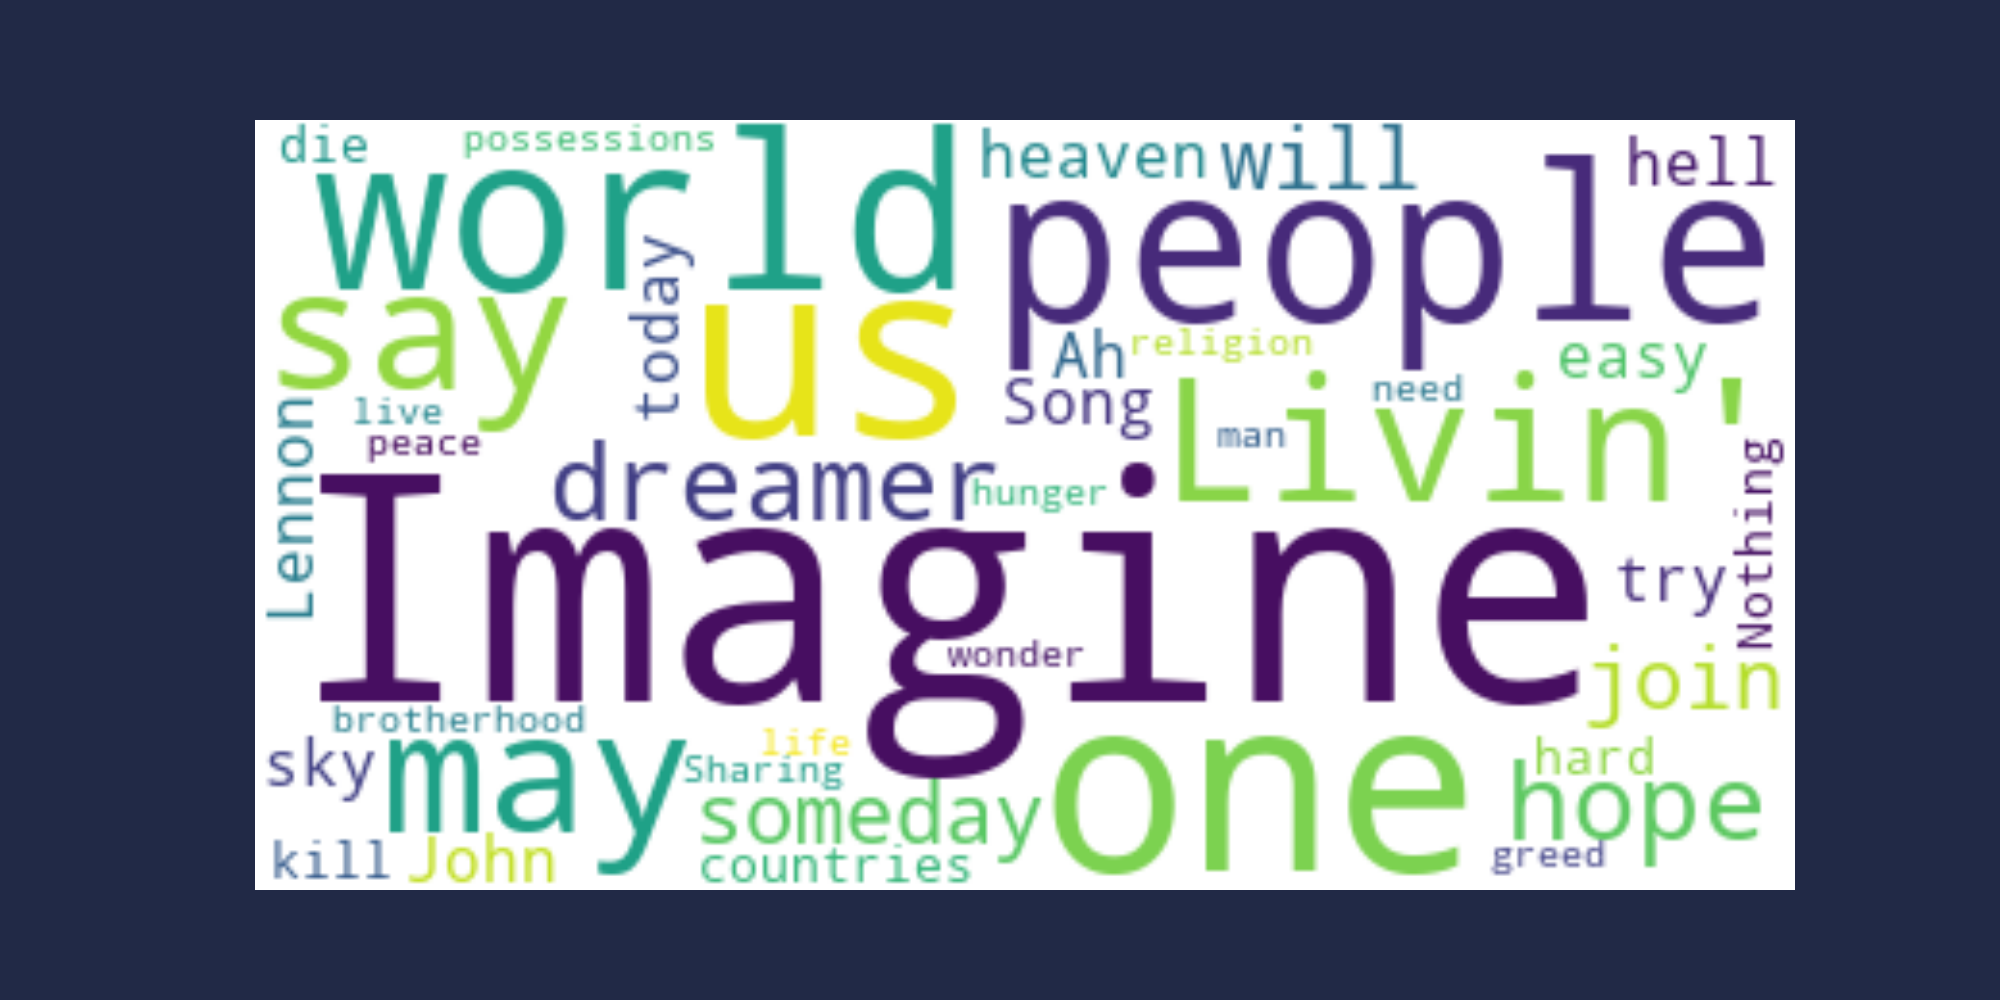 die
possessions
heaven
will
hell
world
people
today
say
us
Ah
religion
easy
Song
need
live
Livin'
man
peace
Lennon
dreamer
hunger
Nothing
Imagine
try
wonder
join
brotherhood
sky
may
life
Sharing
one
hard
someday
hope
kill
John
countries
greed